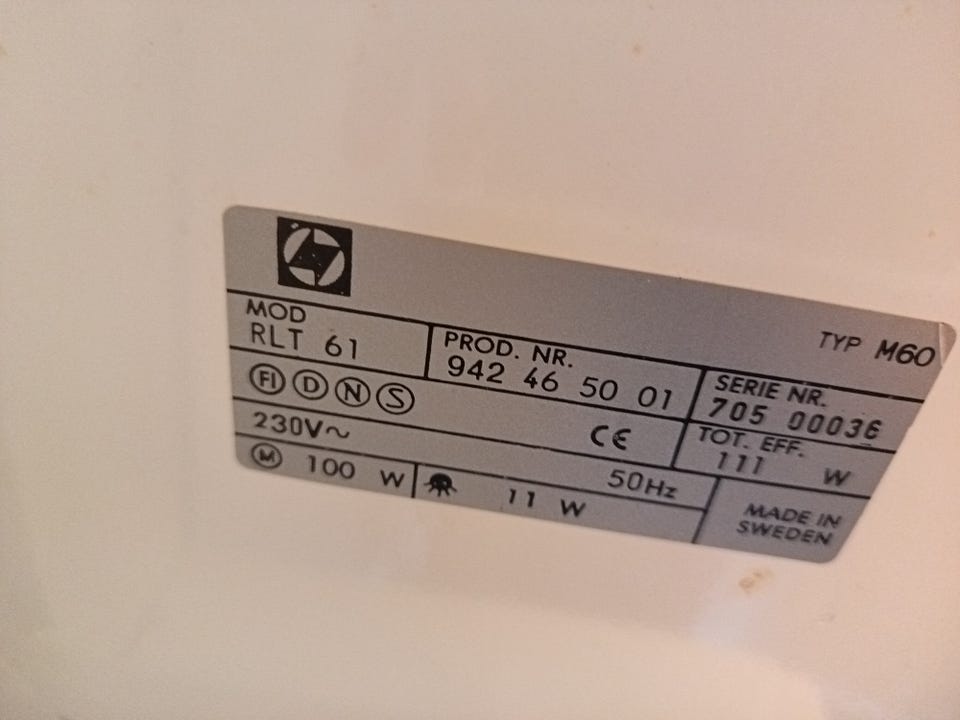 TYP M60
MOD
RLT 61
PROD. NR.
942 46 50 01
SERIE NR.
705 00036
FI D N S
230V~
CE
50Hz
TOT. EFF.
111 W
M 100 W
11 W
MADE IN
SWEDEN